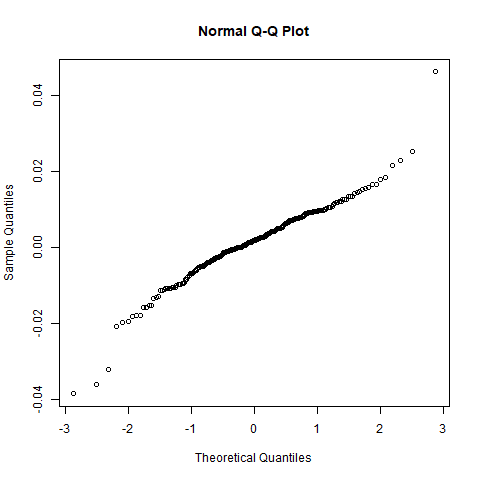 Normal Q-Q Plot
Sample Quantiles
0.04
0.02
0.00
-0.02
-0.04
-3 -2 -1 0 1 2 3
Theoretical Quantiles